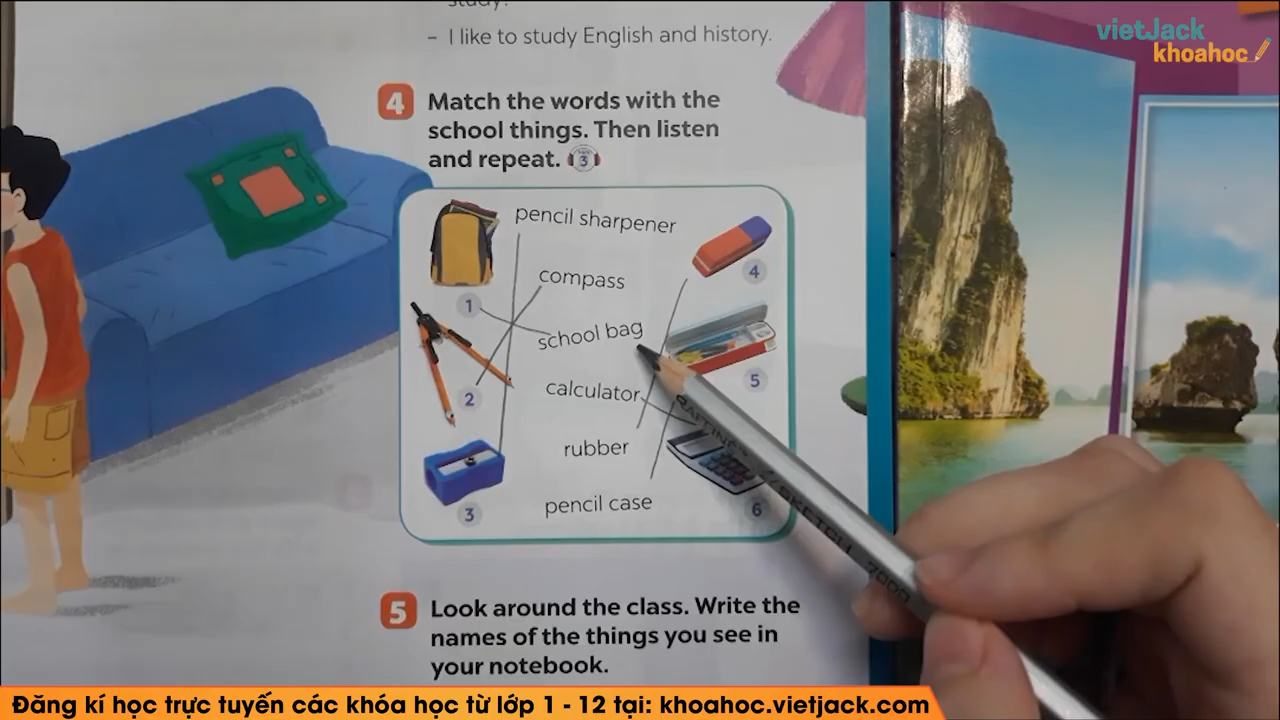 study?
– I like to study English and history.
vietJack
khoahoc
4 Match the words with the
school things. Then listen
and repeat. 3
pencil sharpener
compass
school bag
calculator
rubber
pencil case
1
2
3
4
5
6
5 Look around the class. Write the
names of the things you see in
your notebook.
Đăng kí học trực tuyến các khóa học từ lớp 1 - 12 tại: khoahoc.vietjack.com